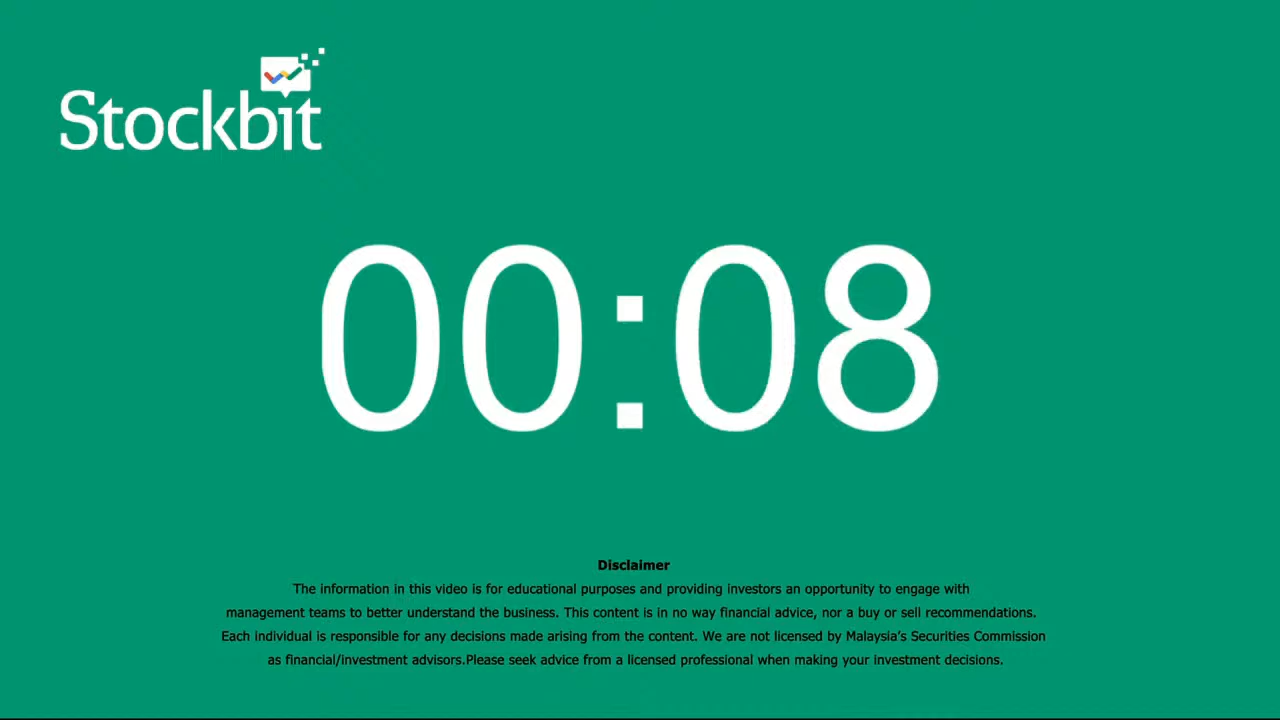 Stockbit
00:08
Disclaimer
The information in this video is for educational purposes and providing investors an opportunity to engage with
management teams to better understand the business. This content is in no way financial advice, nor a buy or sell recommendations.
Each individual is responsible for any decisions made arising from the content. We are not licensed by Malaysia’s Securities Commission
as financial/investment advisors.Please seek advice from a licensed professional when making your investment decisions.